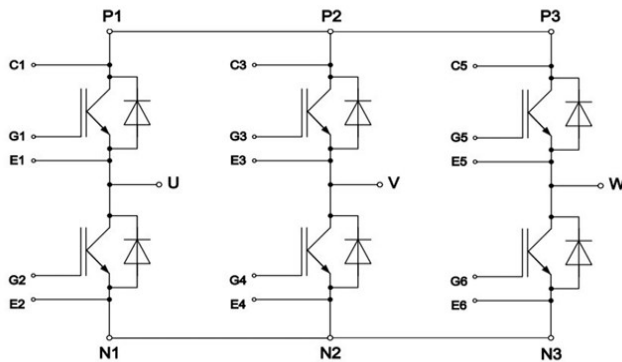 P1 P2 P3
C1 C3 C5
G1 G3 G5
E1 E3 E5
U V W
G2 G4 G6
E2 E4 E6
N1 N2 N3